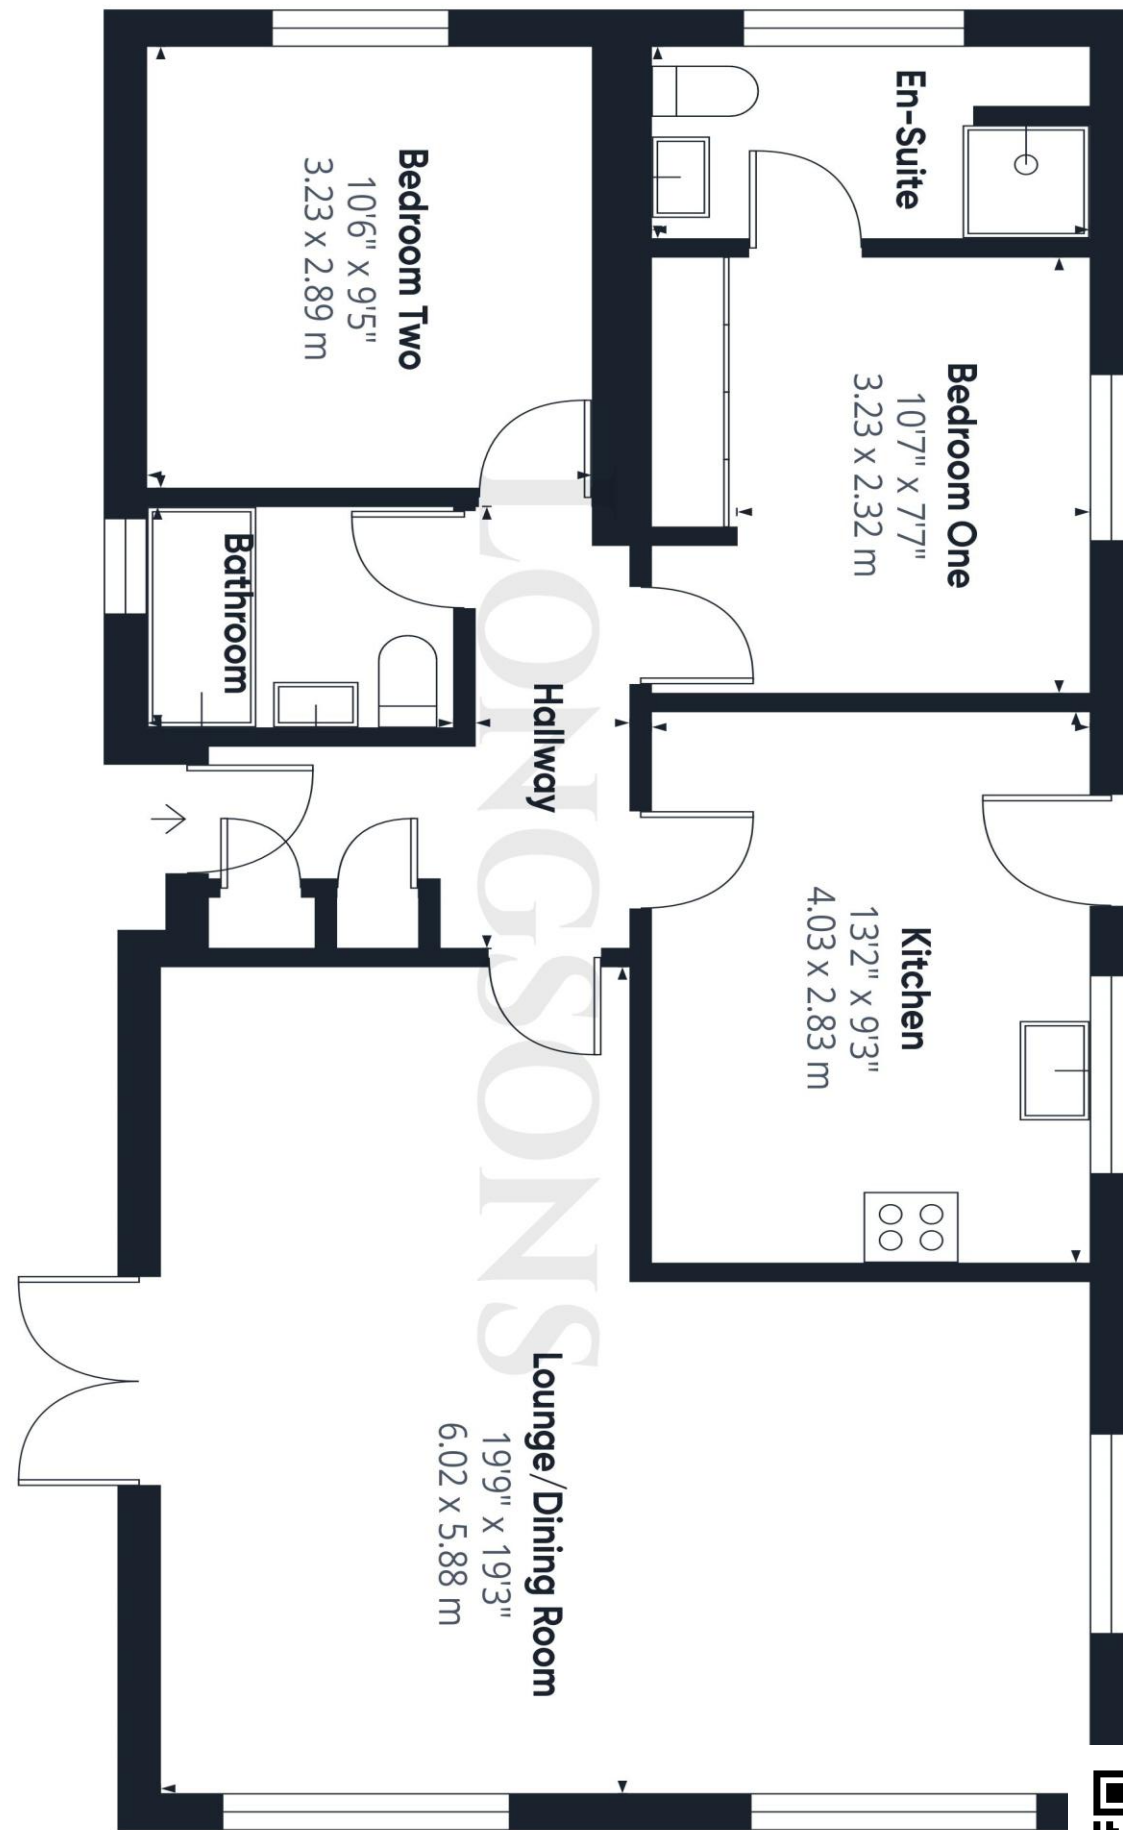 En-Suite
Bedroom One
10'7" x 7'7"
3.23 x 2.32 m
Bedroom Two
10'6" x 9'5"
3.23 x 2.89 m
Bathroom
Hallway
Kitchen
13'2" x 9'3"
4.03 x 2.83 m
Lounge/Dining Room
19'9" x 19'3"
6.02 x 5.88 m
LONGSONS